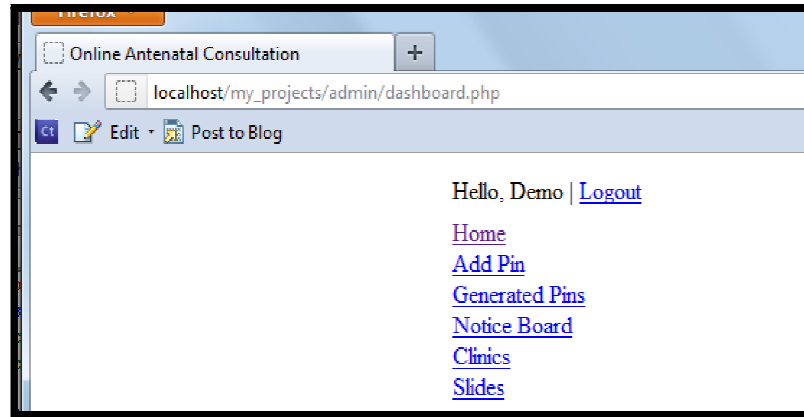 Firefox
Online Antenatal Consultation
localhost/my_projects/admin/dashboard.php
Ct Edit Post to Blog
Hello, Demo | Logout
Home
Add Pin
Generated Pins
Notice Board
Clinics
Slides